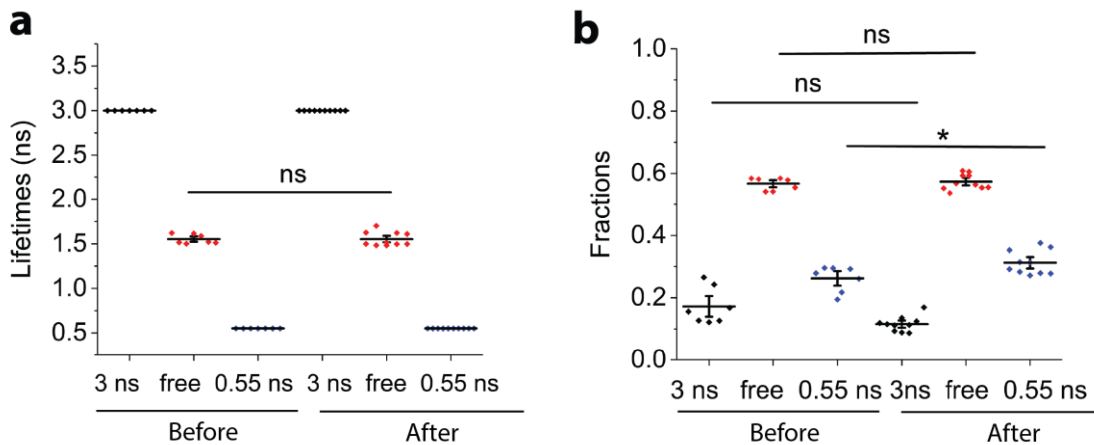 a
3.5
3.0
2.5
2.0
1.5
1.0
0.5
Lifetimes (ns)
ns
3 ns free 0.55 ns 3 ns free 0.55 ns
Before After
b
1.0
0.8
0.6
0.4
0.2
0.0
Fractions
ns
ns
*
3 ns free 0.55 ns 3ns free 0.55 ns
Before After